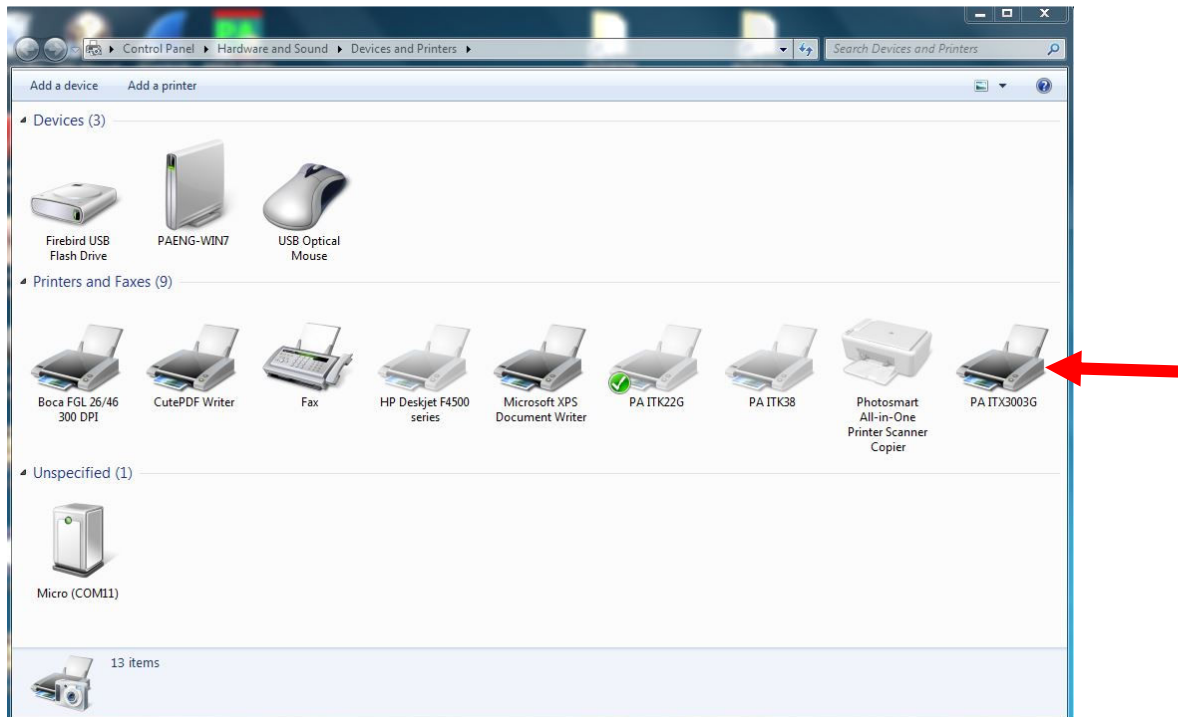 Control Panel ▸ Hardware and Sound ▸ Devices and Printers ▸
Search Devices and Printers
Add a device Add a printer
Devices (3)
Firebird USB
Flash Drive
PAENG-WIN7
USB Optical
Mouse
Printers and Faxes (9)
Boca FGL 26/46
300 DPI
CutePDF Writer
Fax
HP Deskjet F4500
series
Microsoft XPS
Document Writer
PA ITK22G
PA ITK38
Photosmart
All-in-One
Printer Scanner
Copier
PA ITX3003G
Unspecified (1)
Micro (COM11)
13 items